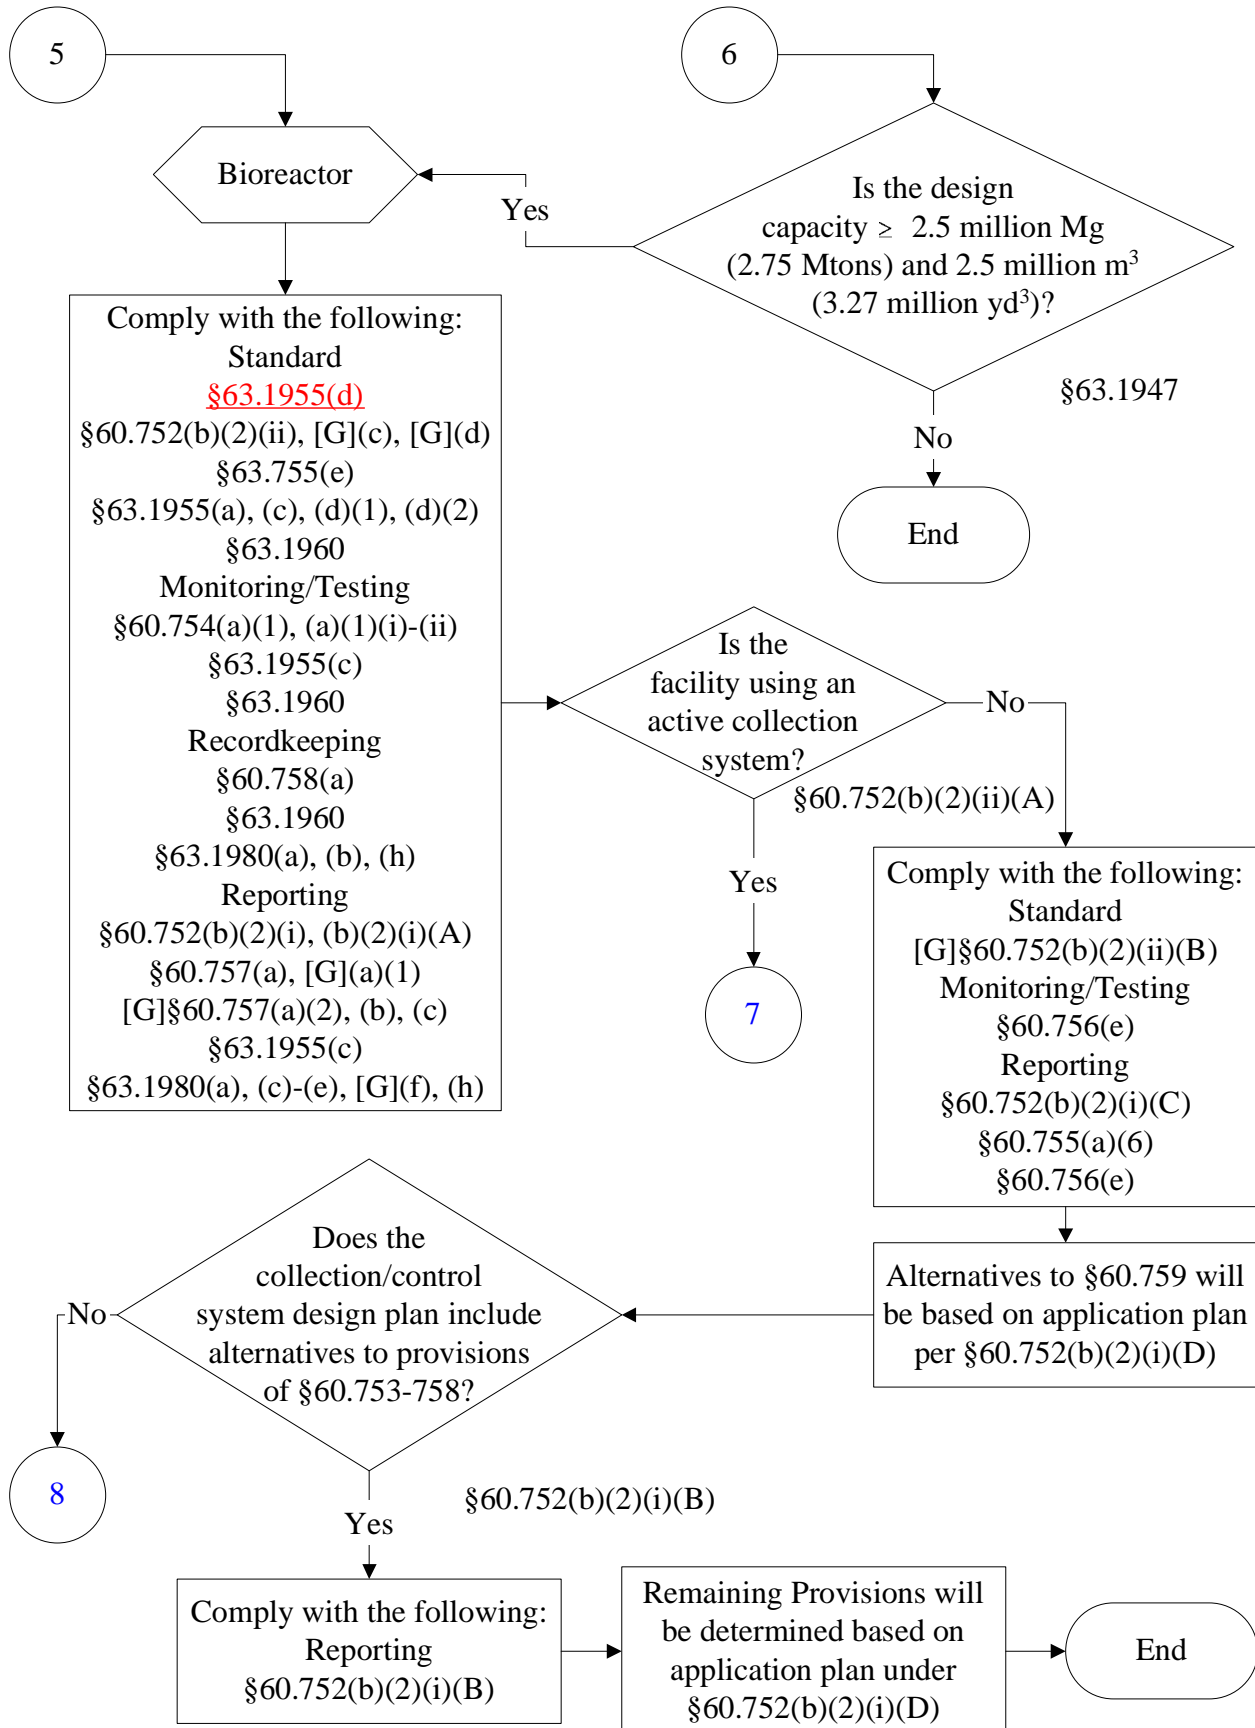 5
6
Bioreactor
Yes
Is the
design
capacity ≥ 2.5 million Mg
(2.75 Mtons) and 2.5 million m³
(3.27 million yd³)?
§63.1947
No
End
Comply with the following:
Standard
§63.1955(d)
§60.752(b)(2)(ii), [G](c), [G](d)
§63.755(e)
§63.1955(a), (c), (d)(1), (d)(2)
§63.1960
Monitoring/Testing
§60.754(a)(1), (a)(1)(i)-(ii)
§63.1955(c)
§63.1960
Recordkeeping
§60.758(a)
§63.1960
§63.1980(a), (b), (h)
Reporting
§60.752(b)(2)(i), (b)(2)(i)(A)
§60.757(a), [G](a)(1)
[G]§60.757(a)(2), (b), (c)
§63.1955(c)
§63.1980(a), (c)-(e), [G](f), (h)
Is the
facility using an
active collection
system?
No
§60.752(b)(2)(ii)(A)
Yes
7
Comply with the following:
Standard
[G]§60.752(b)(2)(ii)(B)
Monitoring/Testing
§60.756(e)
Reporting
§60.752(b)(2)(i)(C)
§60.755(a)(6)
§60.756(e)
Alternatives to §60.759 will
be based on application plan
per §60.752(b)(2)(i)(D)
Does the
collection/control
system design plan include
alternatives to provisions
of §60.753-758?
No
8
§60.752(b)(2)(i)(B)
Yes
Comply with the following:
Reporting
§60.752(b)(2)(i)(B)
Remaining Provisions will
be determined based on
application plan under
§60.752(b)(2)(i)(D)
End